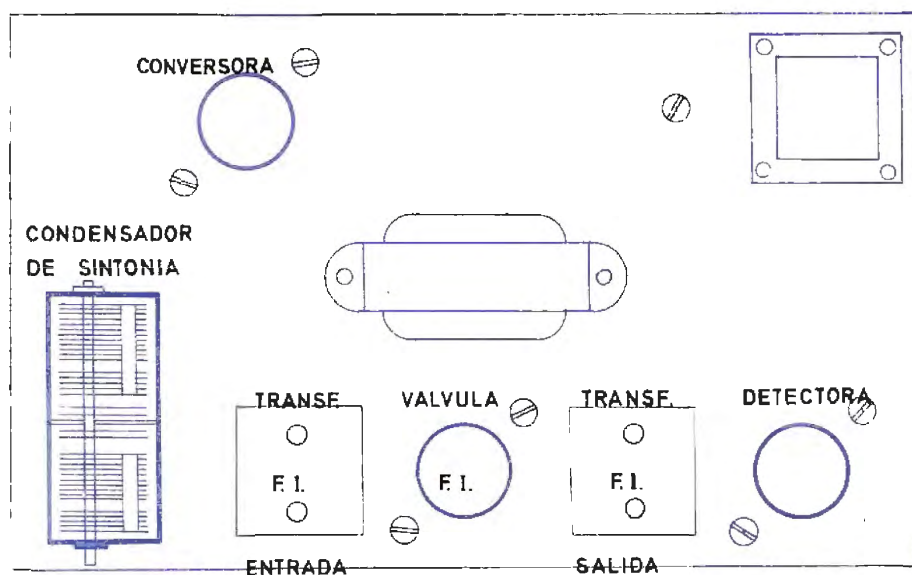 CONVERSORA
CONDENSADOR
DE SINTONIA
TRANSF.
VALVULA
TRANSF.
DETECTORA
F. I.
F. I.
F. I.
ENTRADA
SALIDA